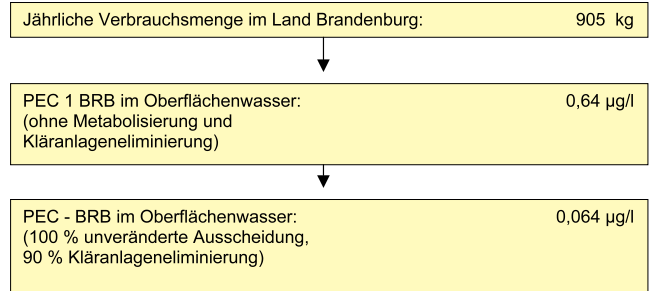 Jährliche Verbrauchsmenge im Land Brandenburg: 905 kg
PEC 1 BRB im Oberflächenwasser: 0,64 µg/l
(ohne Metabolisierung und
Kläranlageneliminierung)
PEC - BRB im Oberflächenwasser: 0,064 µg/l
(100 % unveränderte Ausscheidung,
90 % Kläranlageneliminierung)